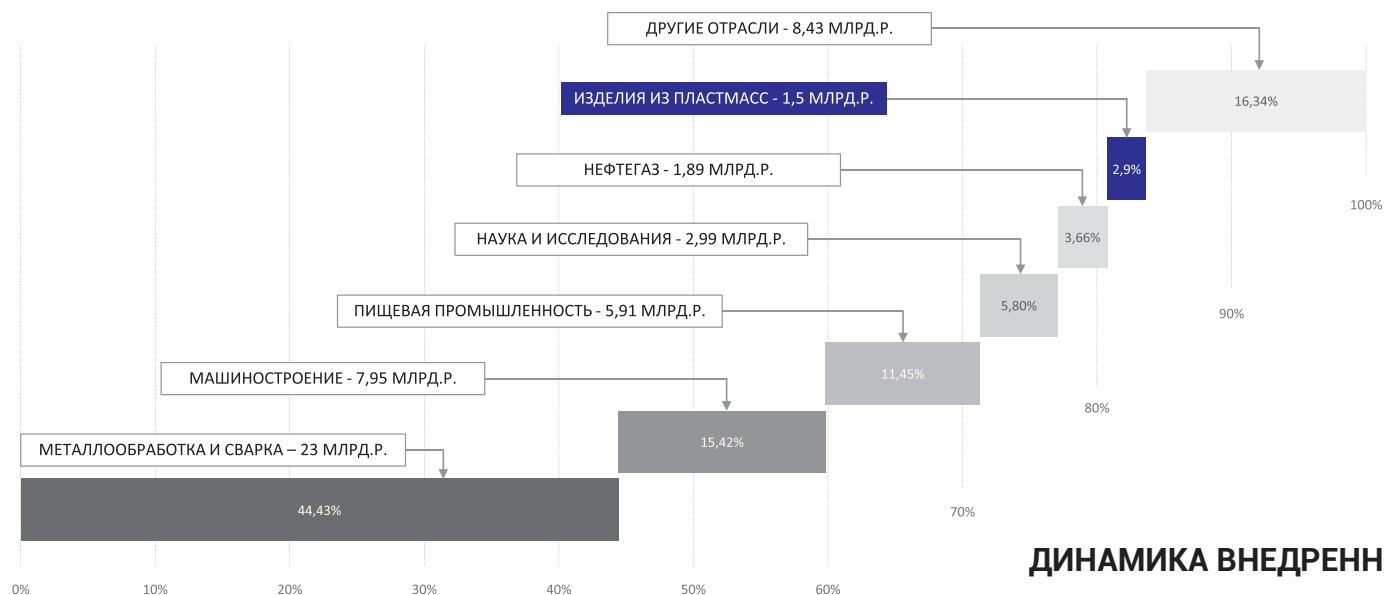 ДРУГИЕ ОТРАСЛИ - 8,43 МЛРД.Р.
16,34%
ИЗДЕЛИЯ ИЗ ПЛАСТМАСС - 1,5 МЛРД.Р.
2,9%
НЕФТЕГАЗ - 1,89 МЛРД.Р.
100%
3,66%
НАУКА И ИССЛЕДОВАНИЯ - 2,99 МЛРД.Р.
5,80%
90%
ПИЩЕВАЯ ПРОМЫШЛЕННОСТЬ - 5,91 МЛРД.Р.
11,45%
МАШИНОСТРОЕНИЕ - 7,95 МЛРД.Р.
80%
15,42%
МЕТАЛЛООБРАБОТКА И СВАРКА – 23 МЛРД.Р.
44,43%
70%
ДИНАМИКА ВНЕДРЕНН
0% 10% 20% 30% 40% 50% 60%